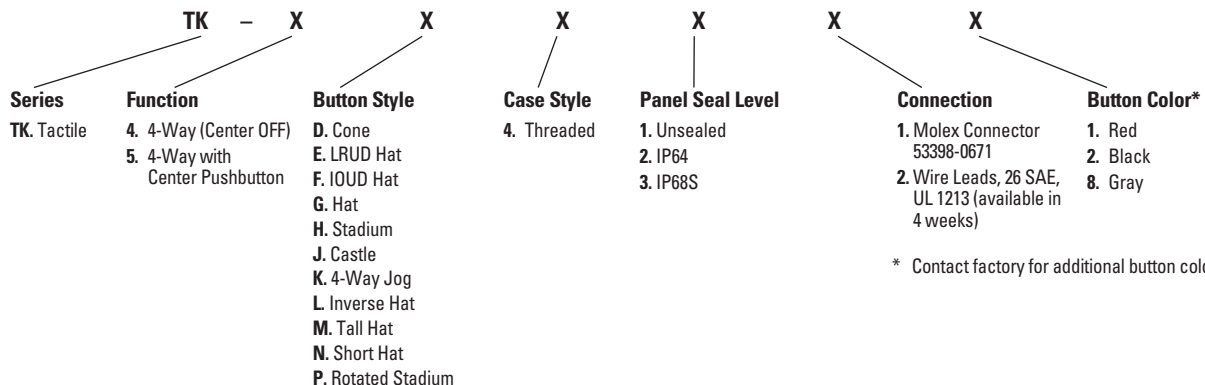 TK – X X X X X X
Series
TK. Tactile
Function
4. 4-Way (Center OFF)
5. 4-Way with
Center Pushbutton
Button Style
D. Cone
E. LRUD Hat
F. IOUD Hat
G. Hat
H. Stadium
J. Castle
K. 4-Way Jog
L. Inverse Hat
M. Tall Hat
N. Short Hat
P. Rotated Stadium
Case Style
4. Threaded
Panel Seal Level
1. Unsealed
2. IP64
3. IP68S
Connection
1. Molex Connector
53398-0671
2. Wire Leads, 26 SAE,
UL 1213 (available in
4 weeks)
Button Color*
1. Red
2. Black
8. Gray
* Contact factory for additional button